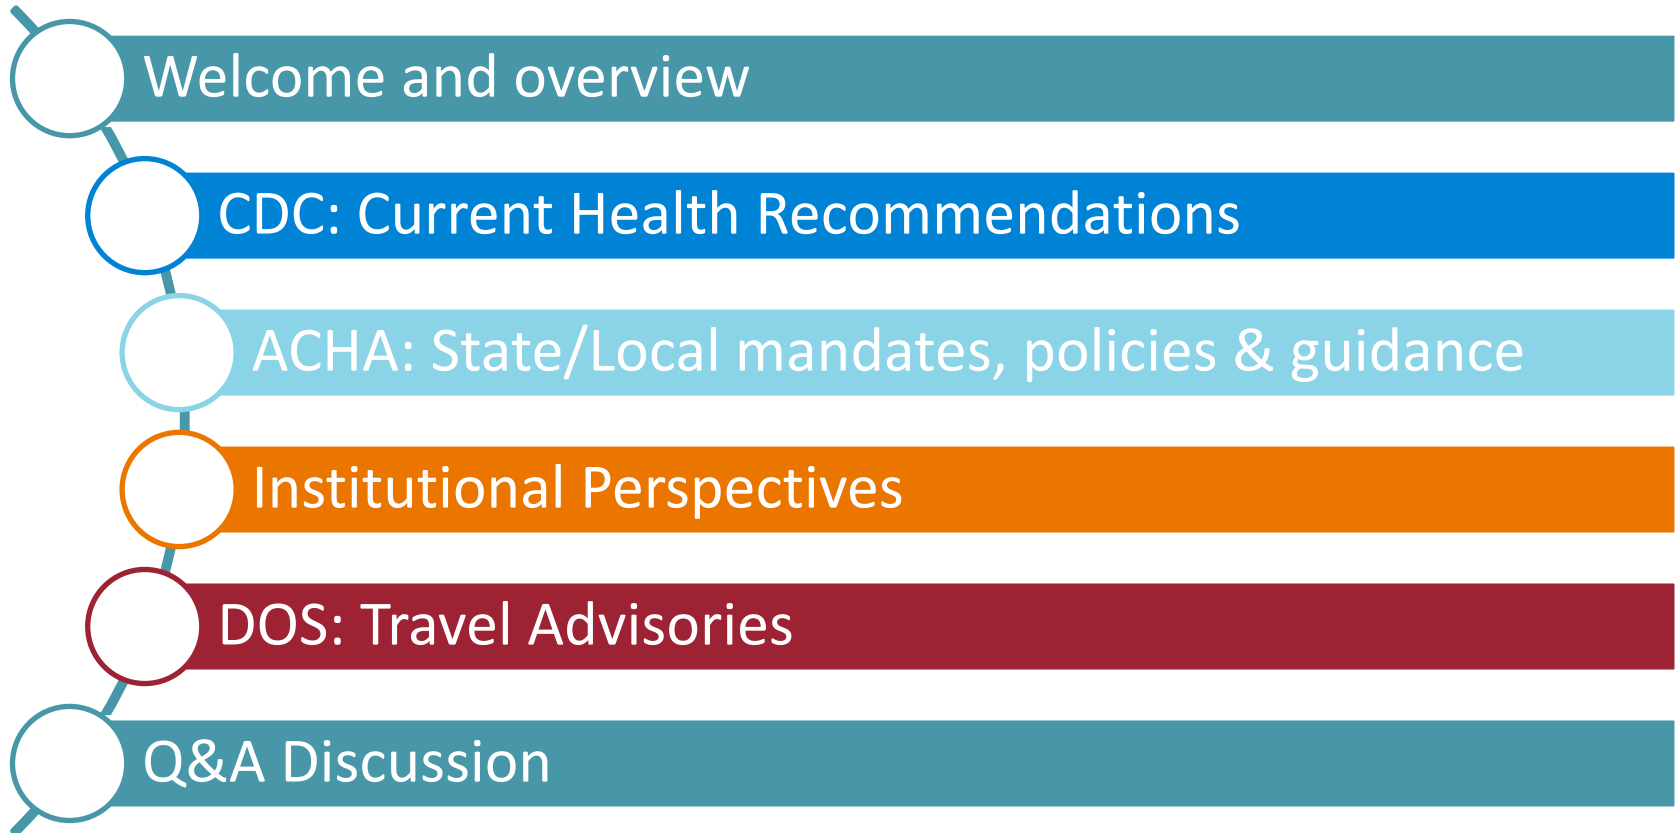 Welcome and overview
CDC: Current Health Recommendations
ACHA: State/Local mandates, policies & guidance
Institutional Perspectives
DOS: Travel Advisories
Q&A Discussion